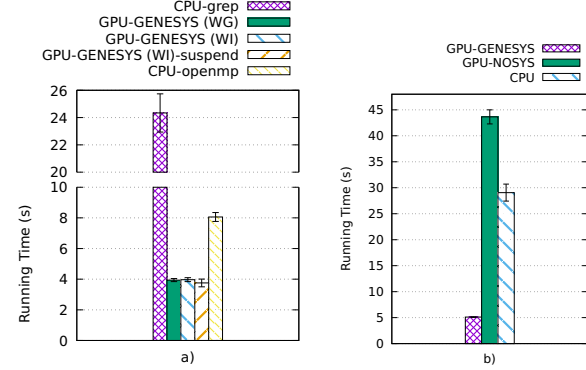 CPU-grep
GPU-GENESYS (WG)
GPU-GENESYS (WI)
GPU-GENESYS (WI)-suspend
CPU-openmp
26
24
22
20
10
8
6
4
2
0
Running Time (s)
a)
GPU-GENESYS
GPU-NOSYS
CPU
45
40
35
30
25
20
15
10
5
0
Running Time (s)
b)